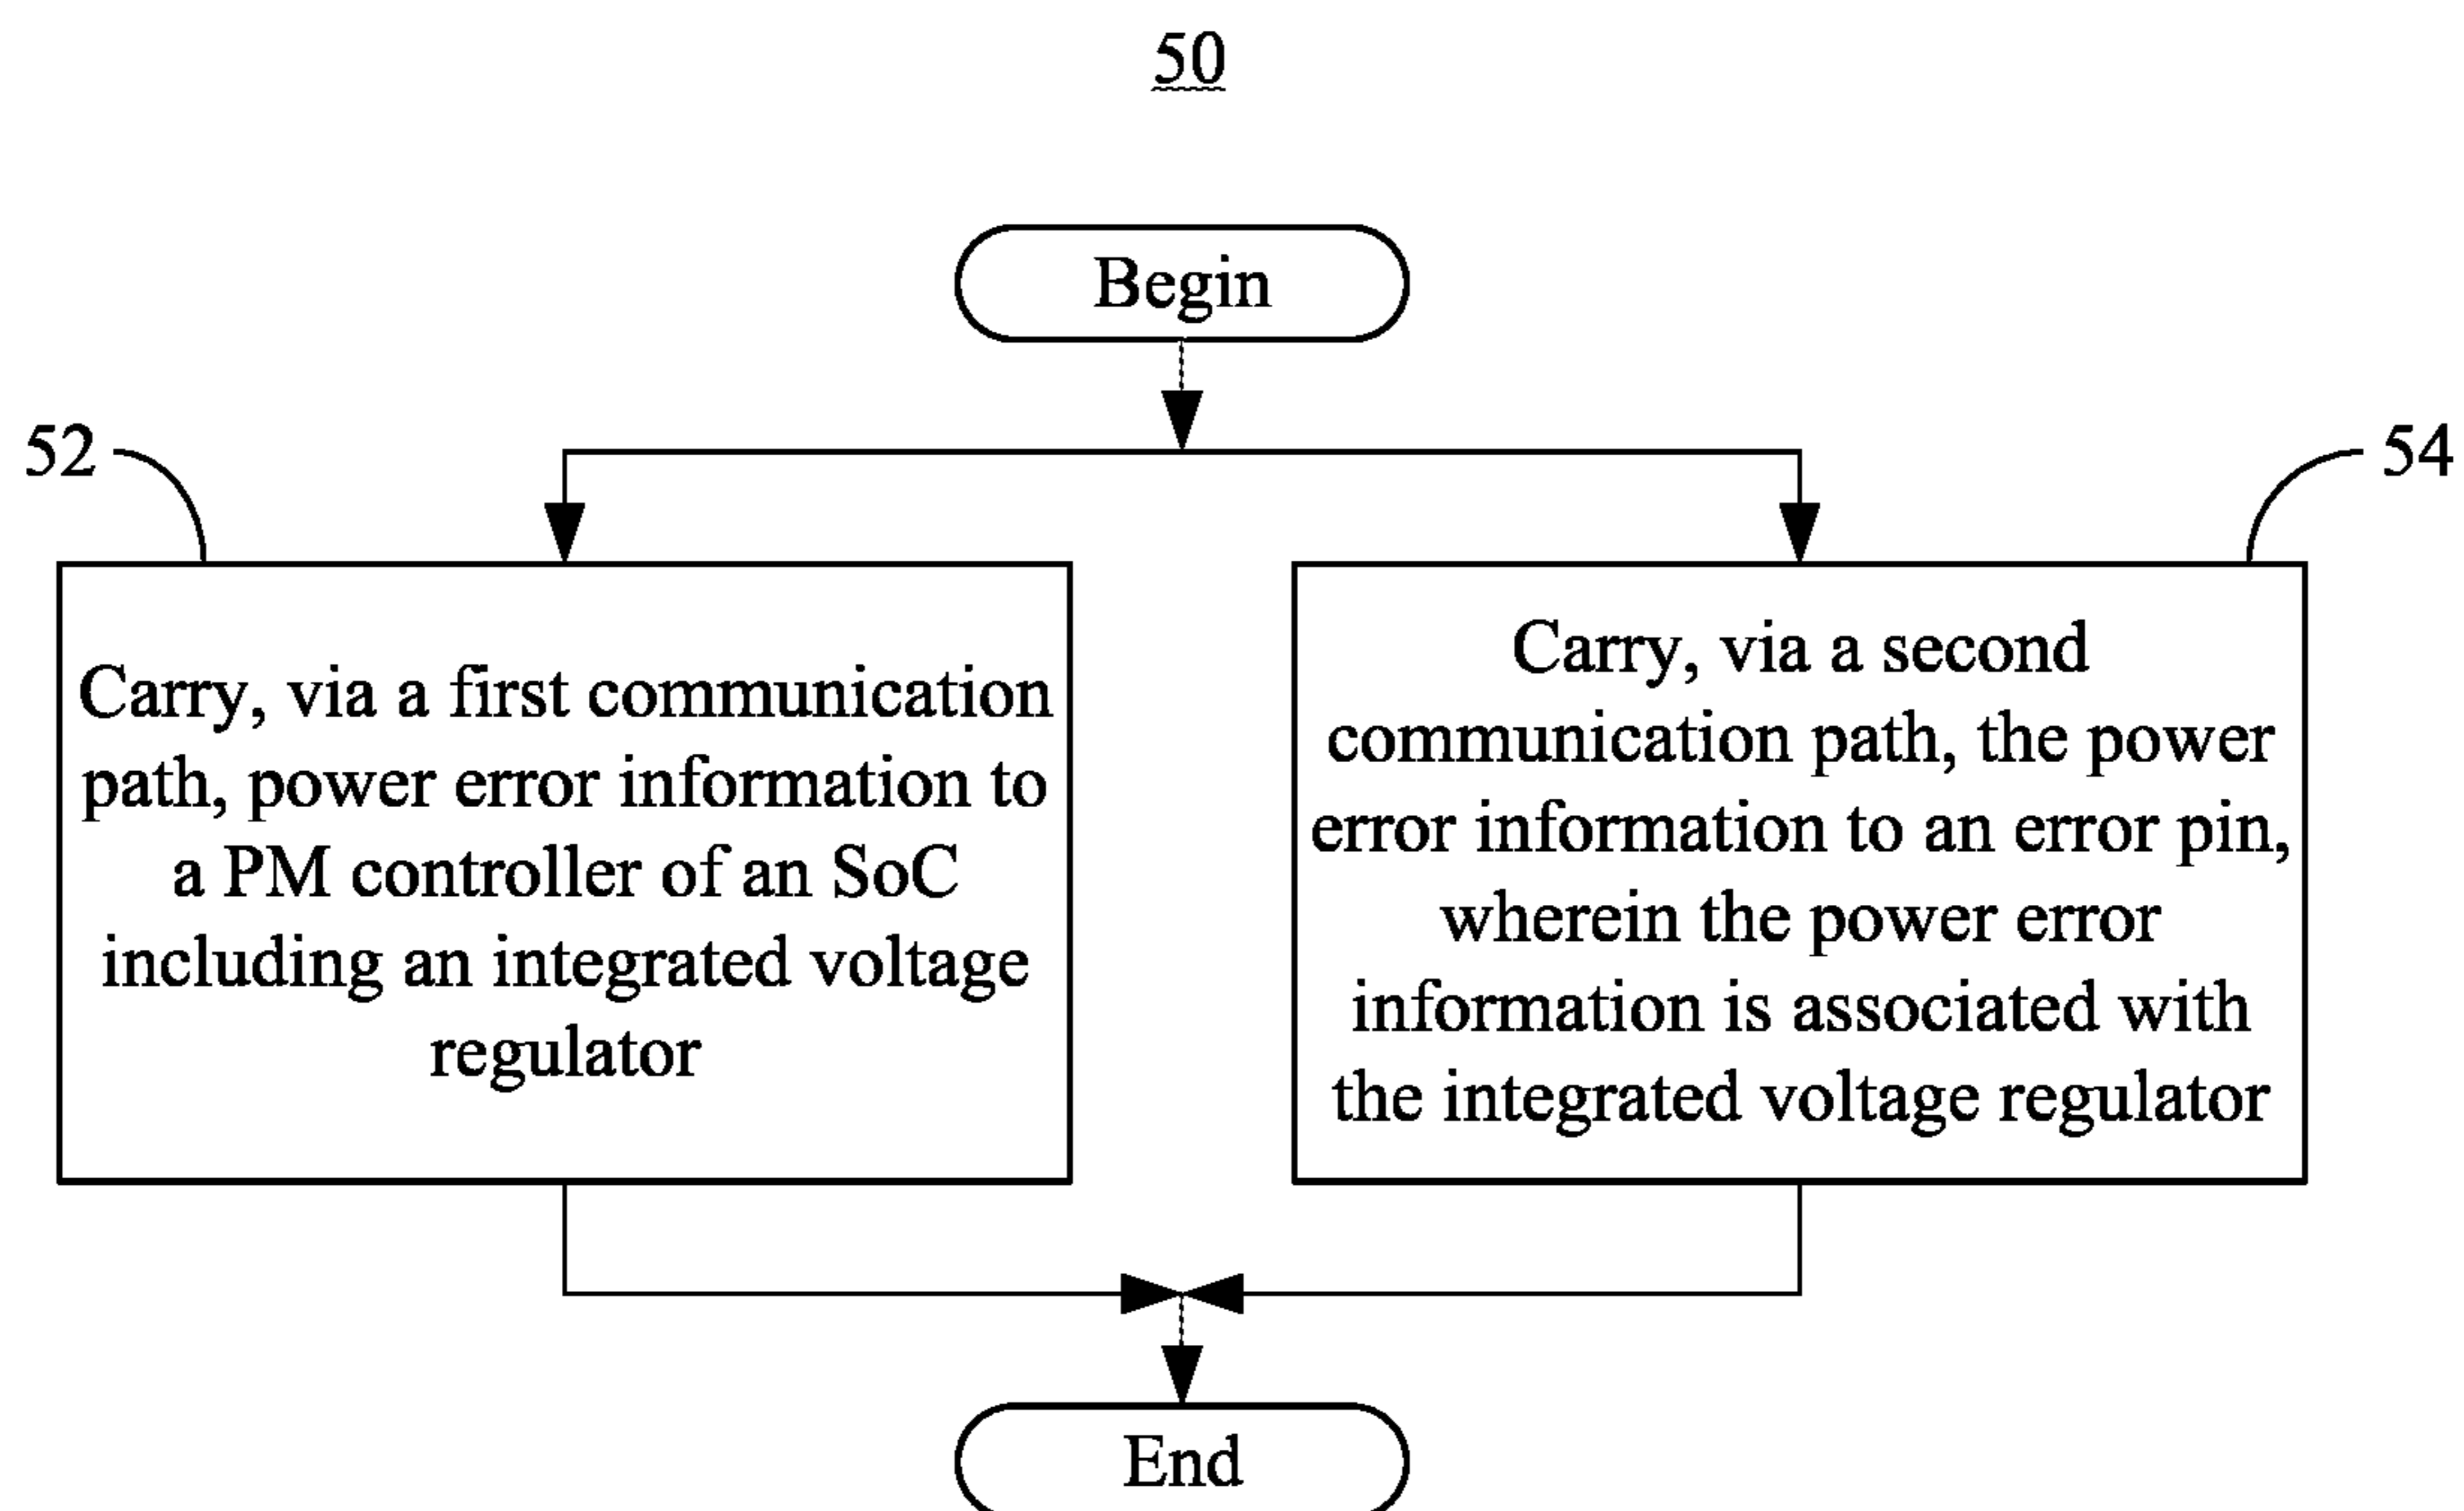 50
Begin
52
54
Carry, via a first communication
path, power error information to
a PM controller of an SoC
including an integrated voltage
regulator
Carry, via a second
communication path, the power
error information to an error pin,
wherein the power error
information is associated with
the integrated voltage regulator
End